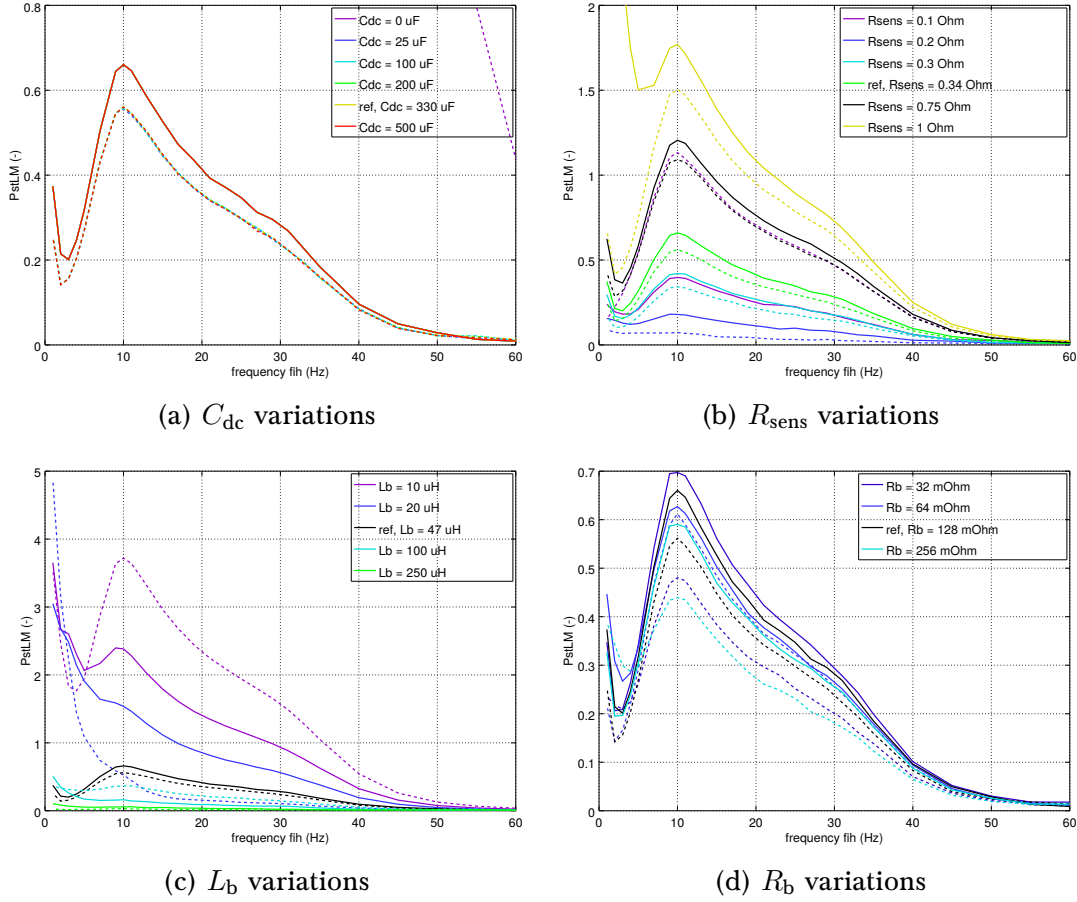 0.8
0.6
0.4
0.2
0
PstLM (-)
0 10 20 30 40 50 60
frequency fih (Hz)
Cdc = 0 uF
Cdc = 25 uF
Cdc = 100 uF
Cdc = 200 uF
ref, Cdc = 330 uF
Cdc = 500 uF
(a) Cdc variations
2
1.5
1
0.5
0
PstLM (-)
0 10 20 30 40 50 60
frequency fih (Hz)
Rsens = 0.1 Ohm
Rsens = 0.2 Ohm
Rsens = 0.3 Ohm
ref, Rsens = 0.34 Ohm
Rsens = 0.75 Ohm
Rsens = 1 Ohm
(b) Rsens variations
5
4
3
2
1
0
PstLM (-)
0 10 20 30 40 50 60
frequency fih (Hz)
Lb = 10 uH
Lb = 20 uH
ref, Lb = 47 uH
Lb = 100 uH
Lb = 250 uH
(c) Lb variations
0.7
0.6
0.5
0.4
0.3
0.2
0.1
0
PstLM (-)
0 10 20 30 40 50 60
frequency fih (Hz)
Rb = 32 mOhm
Rb = 64 mOhm
ref, Rb = 128 mOhm
Rb = 256 mOhm
(d) Rb variations